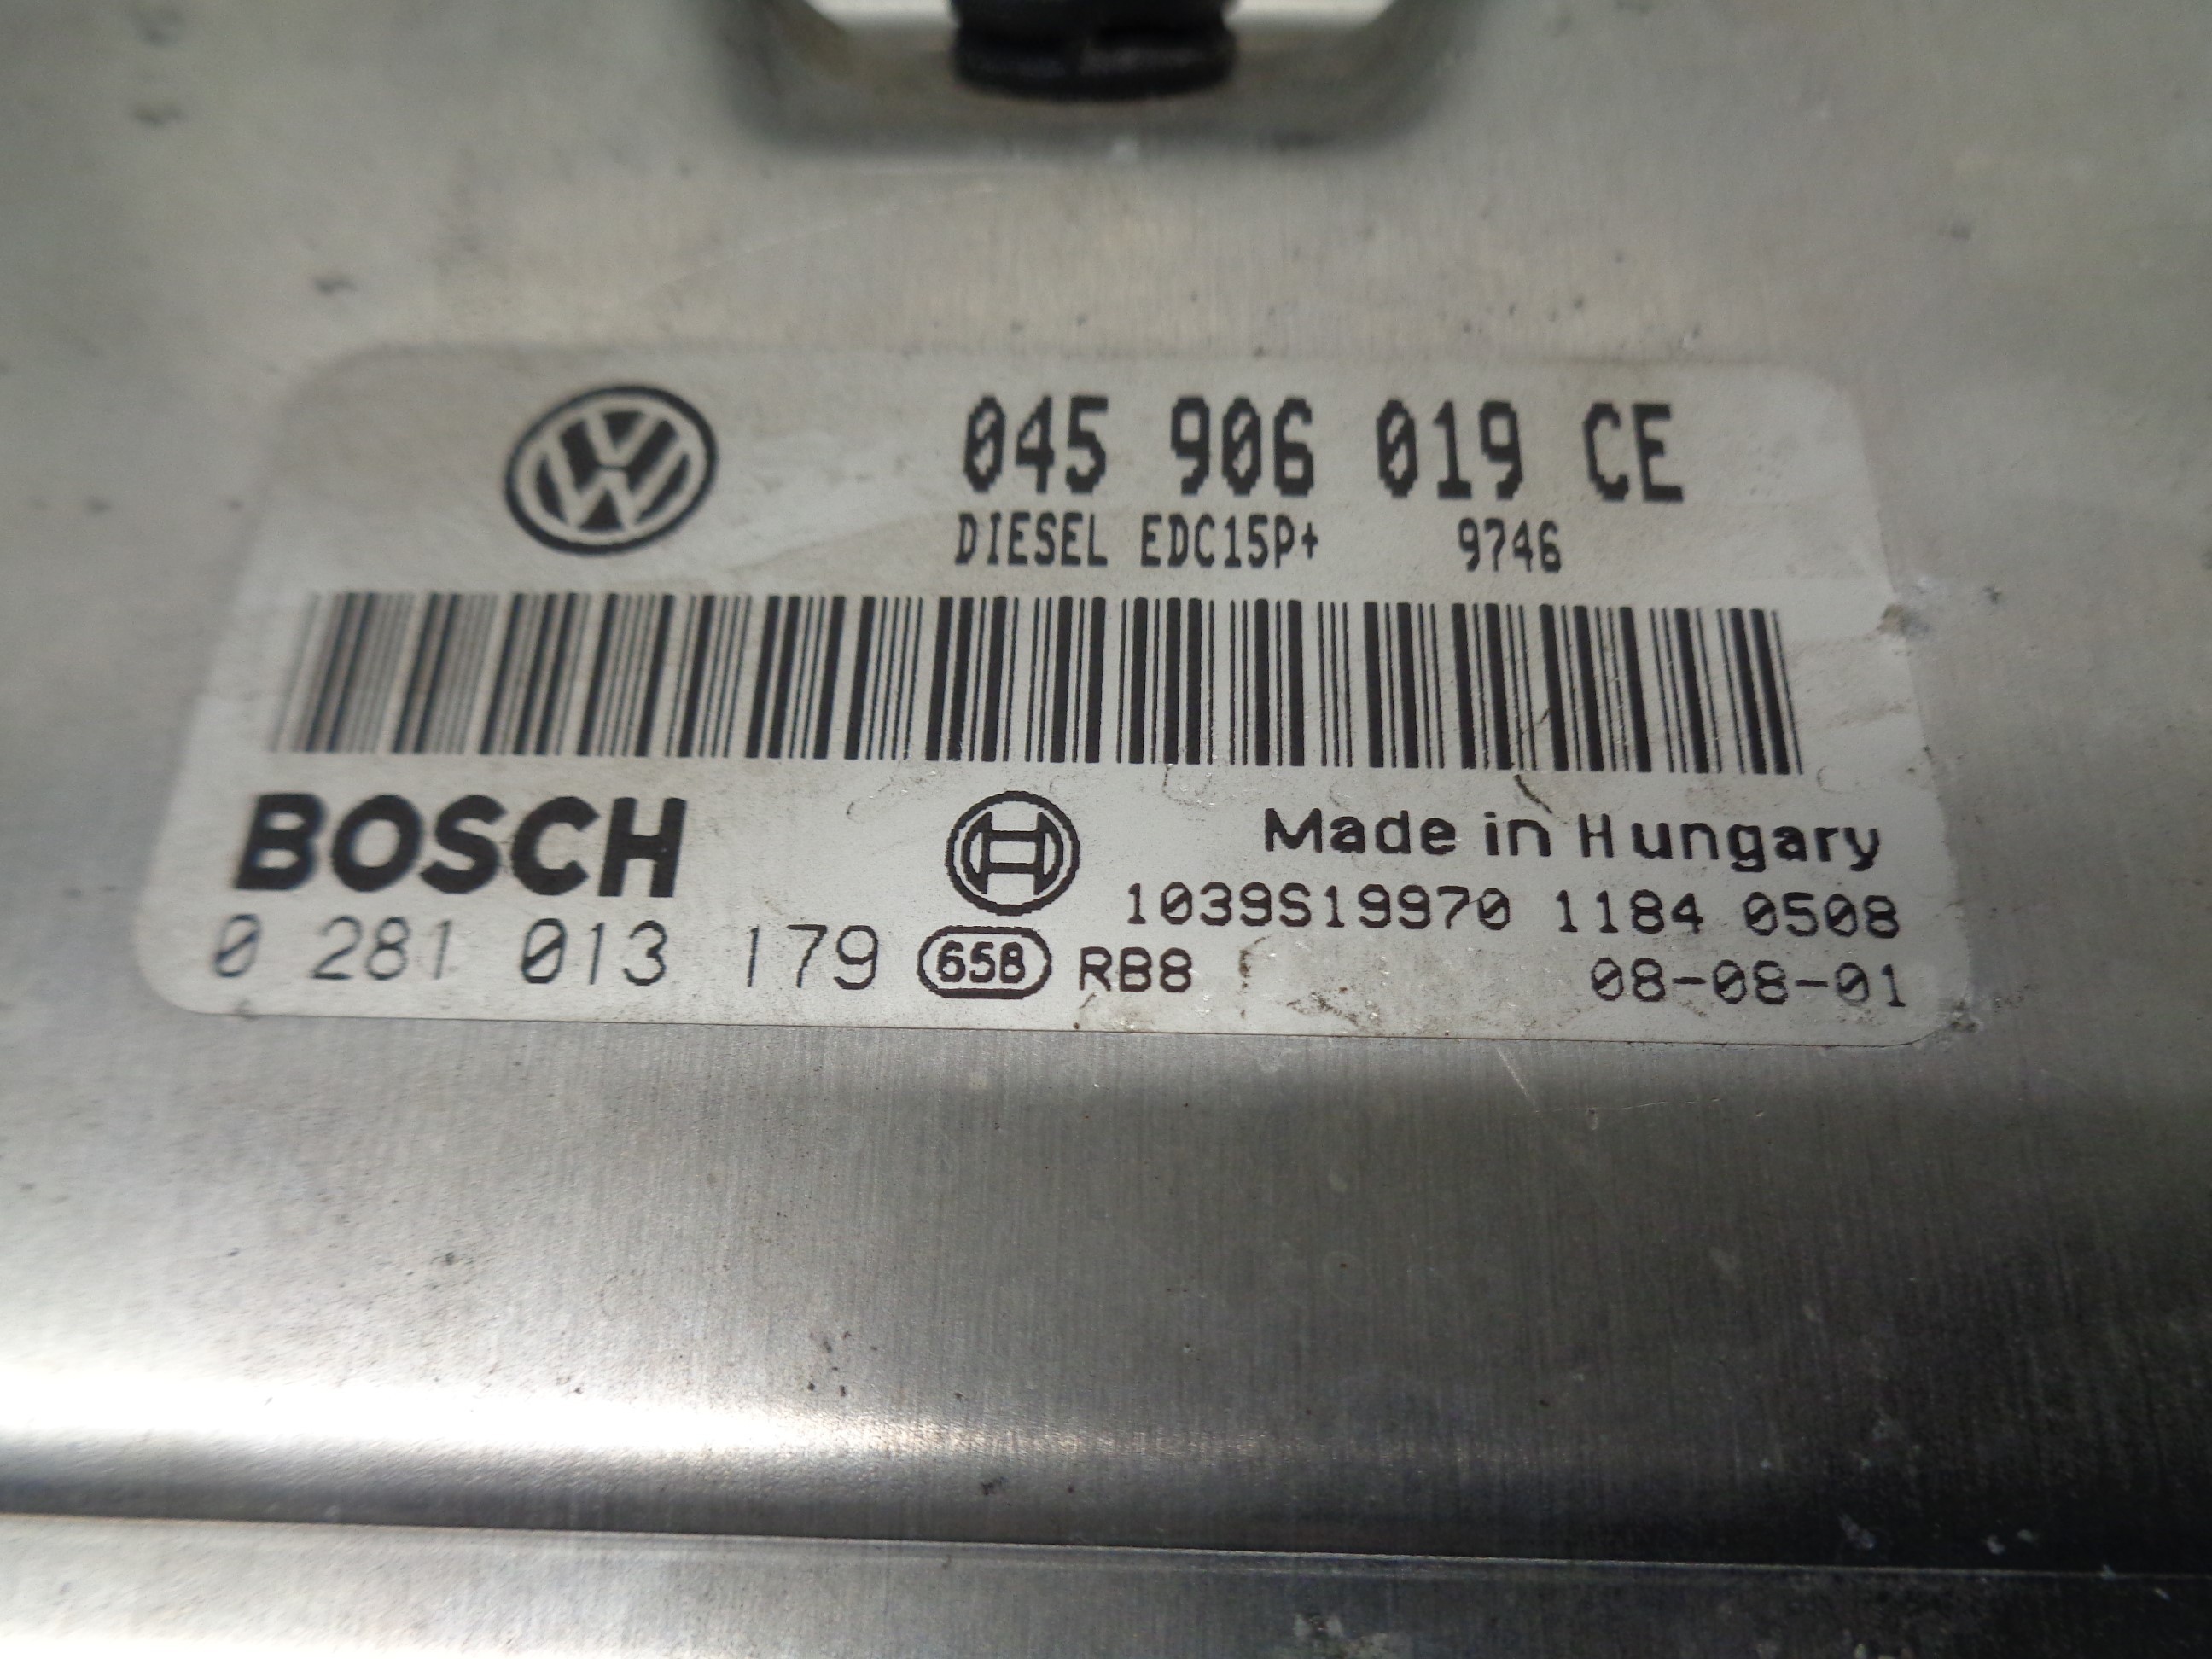 045 906 019 CE
DIESEL EDC15P+ 9746
BOSCH
Made in Hungary
1039S19970 1184 0508
0 281 013 179 658 RB8 08-08-01